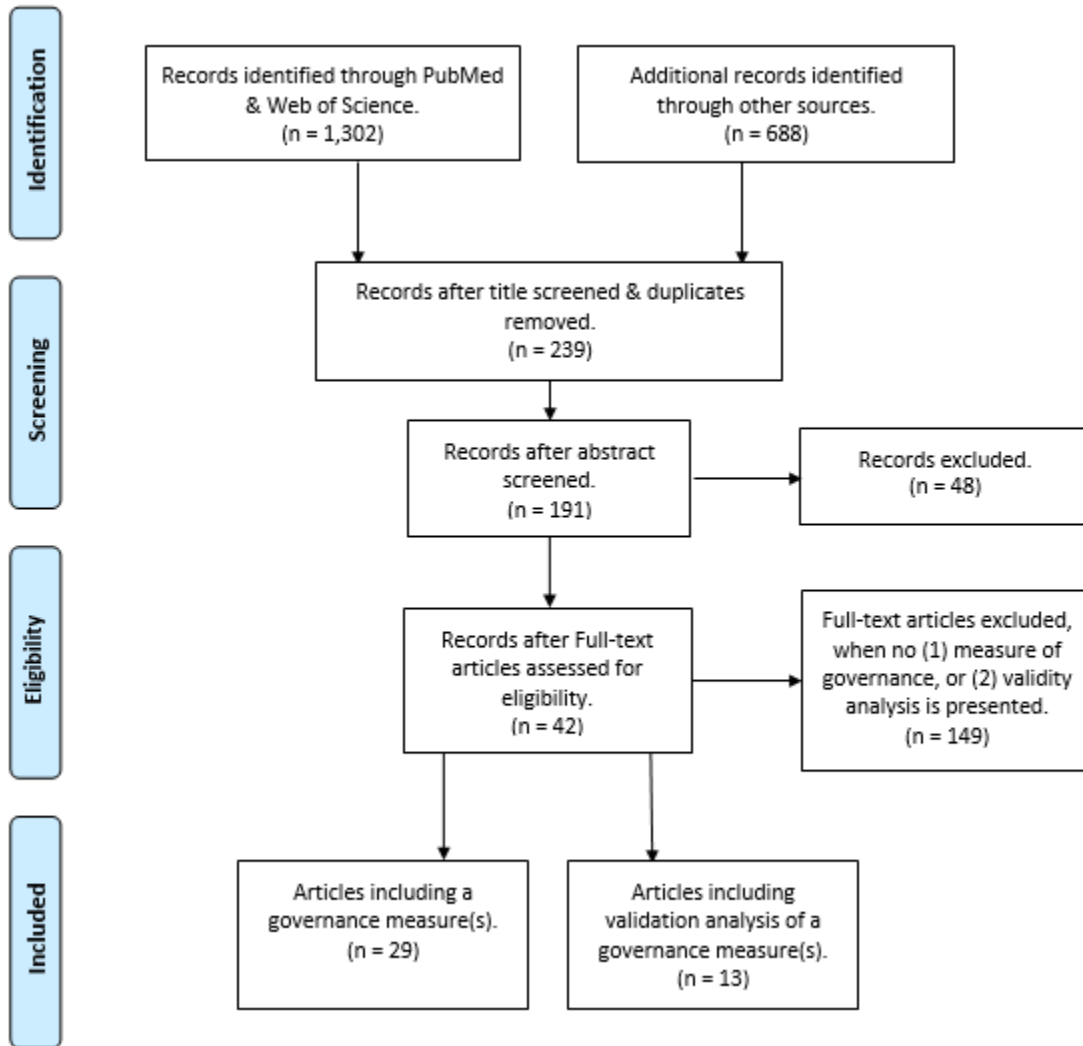 Identification
Records identified through PubMed
& Web of Science.
(n = 1,302)
Additional records identified
through other sources.
(n = 688)
Screening
Records after title screened & duplicates
removed.
(n = 239)
Records after abstract
screened.
(n = 191)
Records excluded.
(n = 48)
Eligibility
Records after Full-text
articles assessed for
eligibility.
(n = 42)
Full-text articles excluded,
when no (1) measure of
governance, or (2) validity
analysis is presented.
(n = 149)
Included
Articles including a
governance measure(s).
(n = 29)
Articles including
validation analysis of a
governance measure(s).
(n = 13)